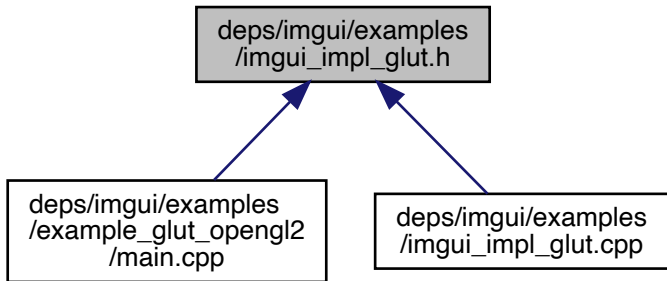 deps/imgui/examples
/imgui_impl_glut.h
deps/imgui/examples
/example_glut_opengl2
/main.cpp
deps/imgui/examples
/imgui_impl_glut.cpp